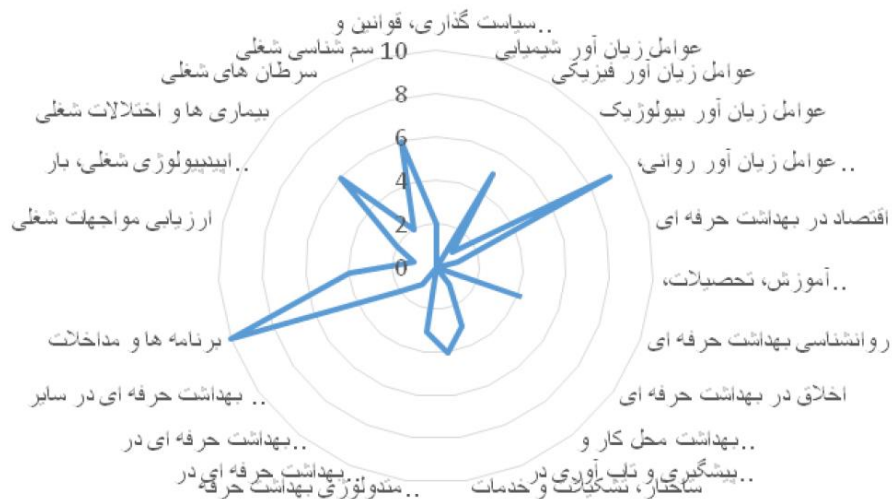 سیاست گذاری، قوانین و..
عوامل زیان آور شیمیایی
عوامل زیان آور فیزیکی
عوامل زیان آور بیولوژیک
عوامل زیان آور روانی،..
اقتصاد در بهداشت حرفه ای
آموزش، تحصیلات،..
روانشناسی بهداشت حرفه ای
اخلاق در بهداشت حرفه ای
بهداشت محل کار و..
پیشگیری و تاب آوری در..
ساختار، تشکیلات و خدمات
متدولوژی بهداشت حرفه..
بهداشت حرفه ای در..
بهداشت حرفه ای در..
بهداشت حرفه ای در سایر..
برنامه ها و مداخلات
ارزیابی مواجهات شغلی
اپیدمیولوژی شغلی، بار..
بیماری ها و اختلالات شغلی
سرطان های شغلی
سم شناسی شغلی
10
8
6
4
2
0